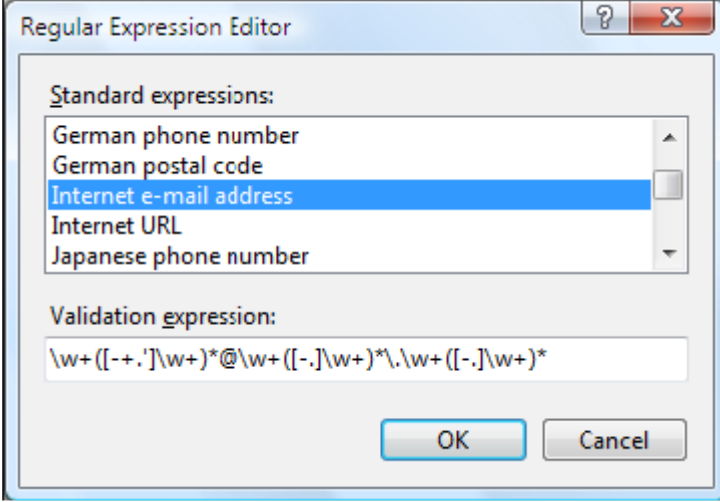 Regular Expression Editor
?
Standard expressions:
German phone number
German postal code
Internet e-mail address
Internet URL
Japanese phone number
Validation expression:
\w+([-+.']\w+)*@\w+([-.]\w+)*\.\w+([-.]\w+)*
OK Cancel